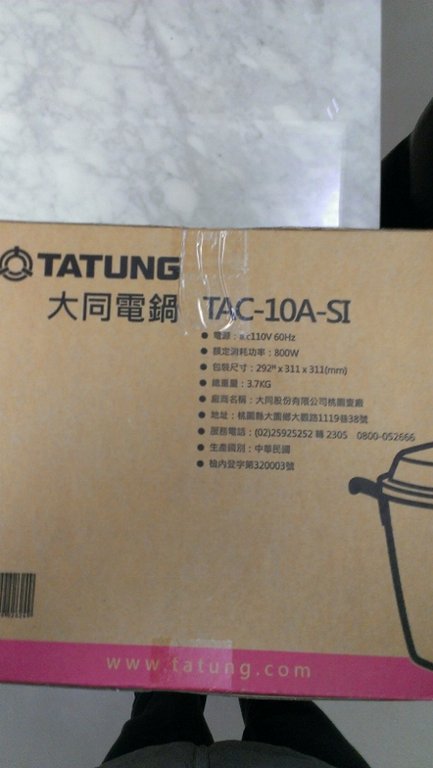 TATUNG
大同電鍋 TAC-10A-SI
● 電源：ac110V 60Hz
● 額定消耗功率：800W
● 包裝尺寸：292ᴴ x 311 x 311(mm)
● 總重量：3.7KG
● 廠商名稱：大同股份有限公司桃園壹廠
● 地址：桃園縣大園鄉大觀路1119巷38號
● 服務電話：(02)25925252 轉 2305 0800-052666
● 生產國別：中華民國
● 檢內登字第320003號
www.tatung.com